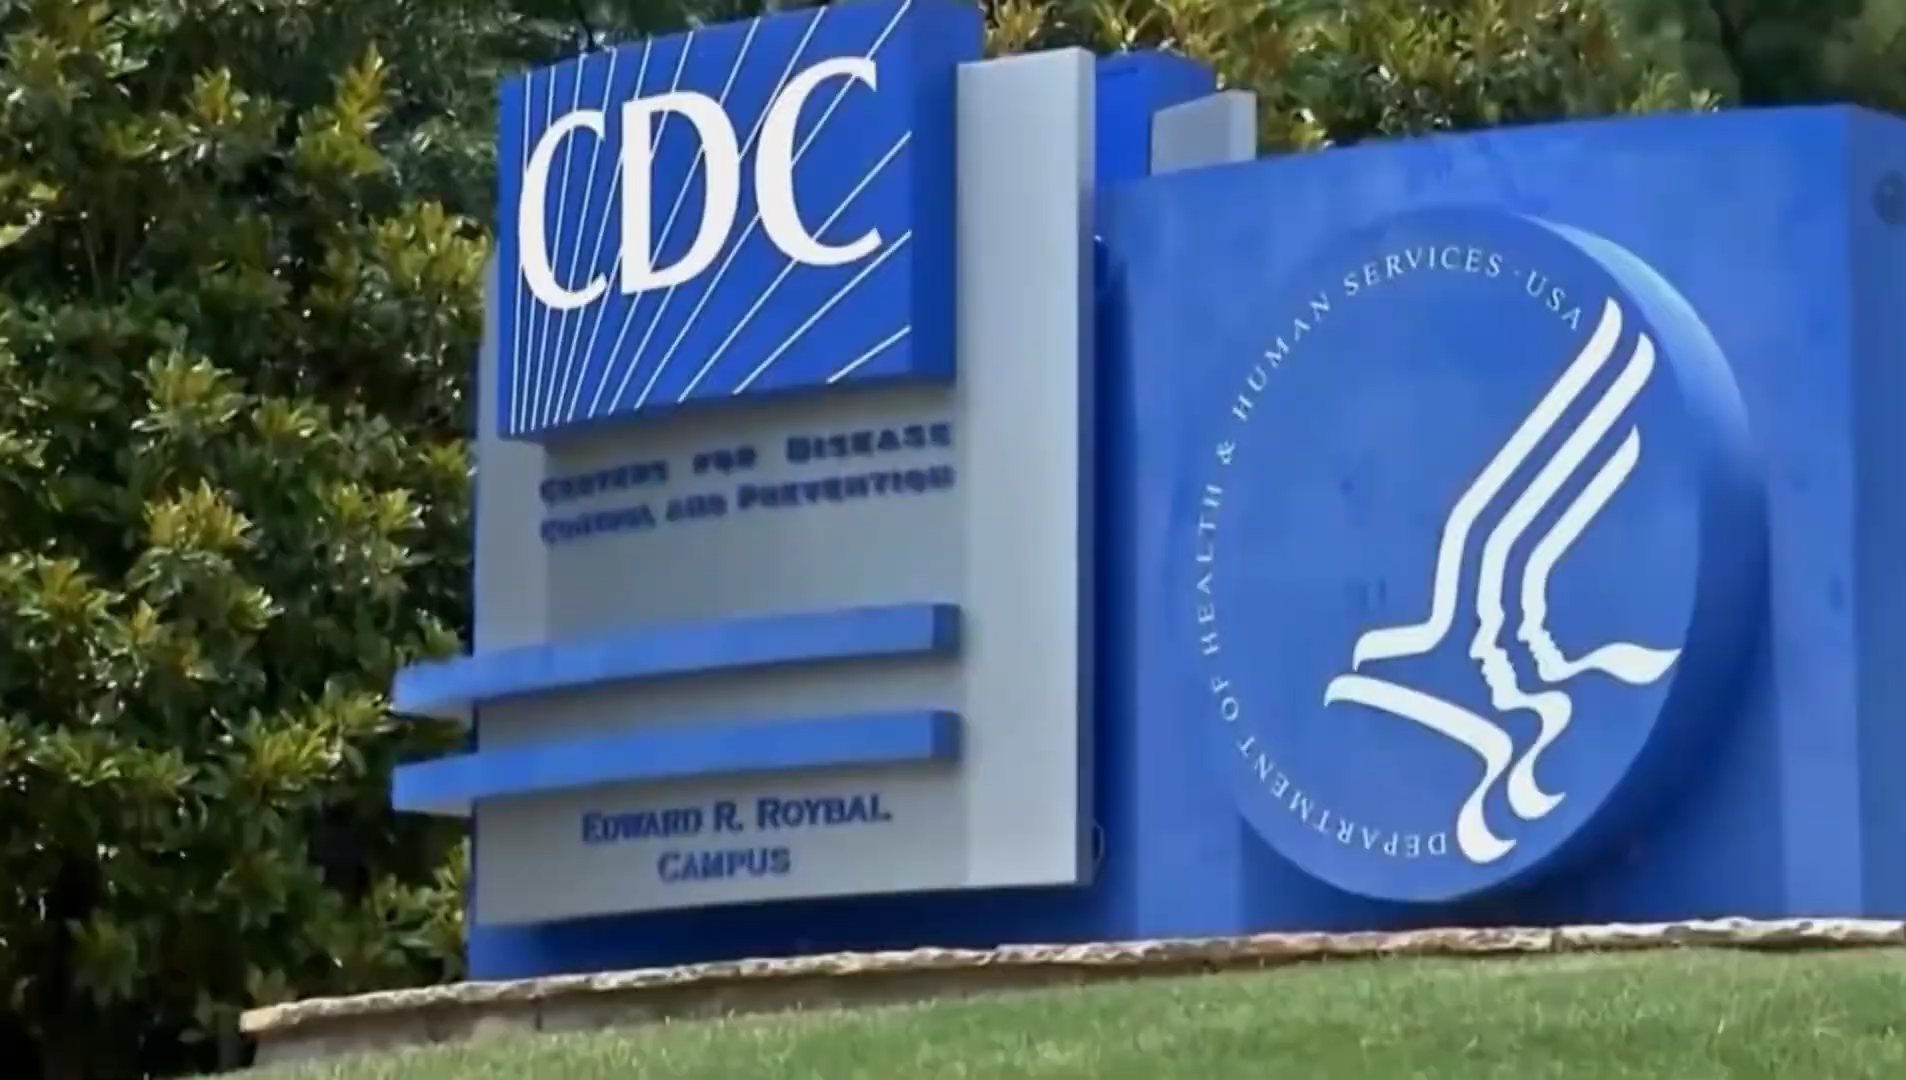 CDC
CENTERS FOR DISEASE
CONTROL AND PREVENTION
EDWARD R. ROYBAL
CAMPUS
DEPARTMENT OF HEALTH & HUMAN SERVICES · USA